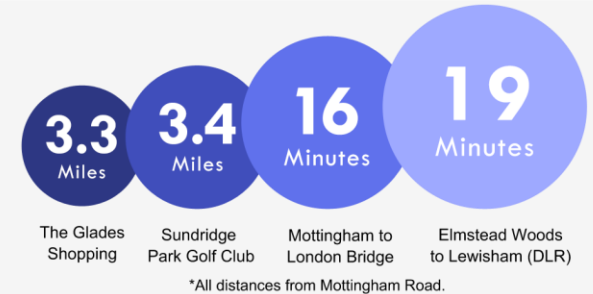 3.3
Miles
3.4
Miles
16
Minutes
19
Minutes
The Glades
Shopping
Sundridge
Park Golf Club
Mottingham to
London Bridge
Elmstead Woods
to Lewisham (DLR)
*All distances from Mottingham Road.